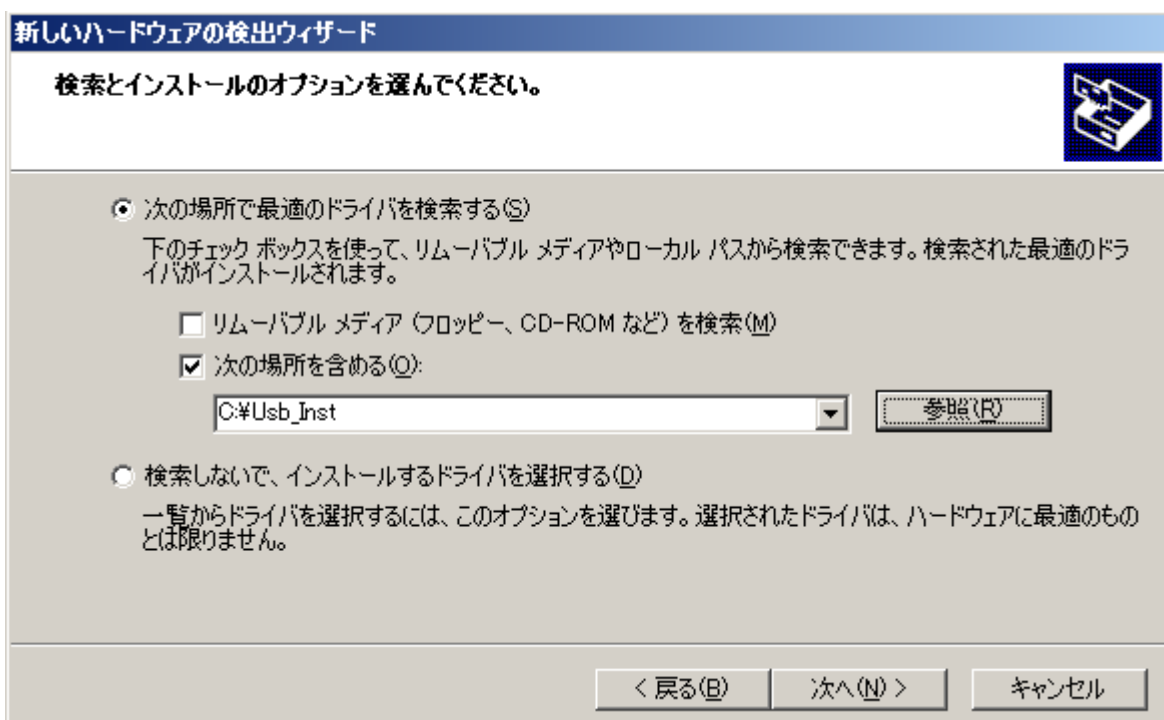 新しいハードウェアの検出ウィザード
検索とインストールのオプションを選んでください。
次の場所で最適のドライバを検索する(S)
下のチェック ボックスを使って、リムーバブル メディアやローカル パスから検索できます。検索された最適のドラ
イバがインストールされます。
リムーバブル メディア (フロッピー、CD-ROM など) を検索(M)
次の場所を含める(O):
C:¥Usb_Inst
参照(R)
検索しないで、インストールするドライバを選択する(D)
一覧からドライバを選択するには、このオプションを選びます。選択されたドライバは、ハードウェアに最適のもの
とは限りません。
< 戻る(B)
次へ(N) >
キャンセル